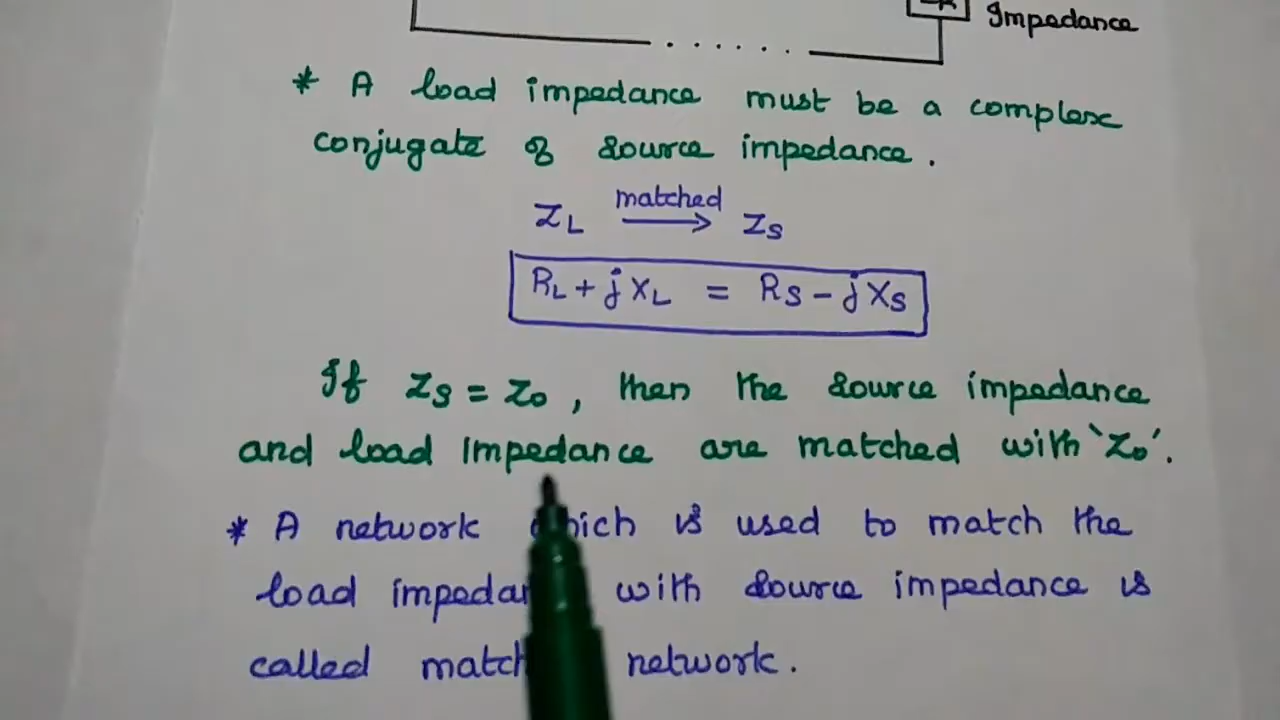 Impedance
* A load impedance must be a complex
conjugate of source impedance.
ZL matched→ ZS
RL + jXL = RS - jXS
If ZS = Z0, then the source impedance
and load impedance are matched with 'Z0'.
* A network which is used to match the
load with source impedance is
called network.